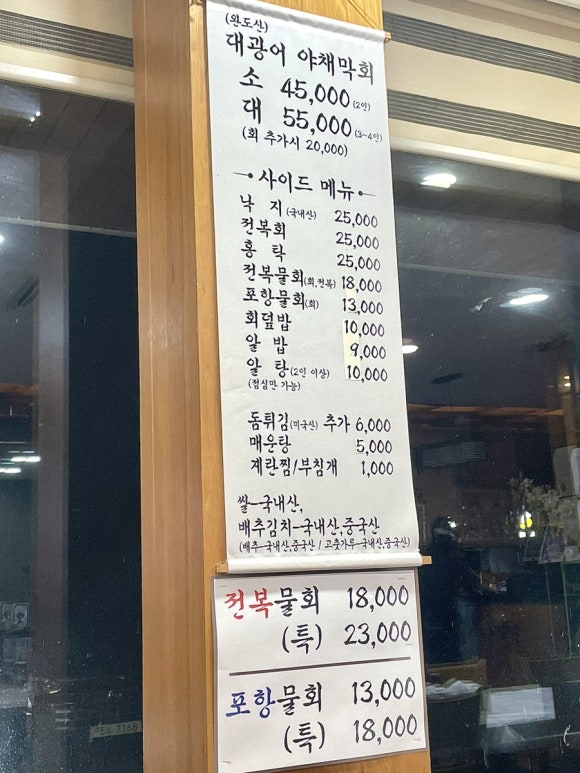 (완도산)
대광어 야채막회
소 45,000 (2인)
대 55,000 (3~4인)
(회 추가시 20,000)
사이드 메뉴
낙 지 (국내산) 25,000
전복회 25,000
홍 탁 25,000
전복물회 (회,전복) 18,000
포항물회 (회) 13,000
회덮밥 10,000
알 밥 9,000
알 탕 (2인 이상) 10,000
(점심만 가능)
돔튀김 (미국산) 추가 6,000
매운탕 5,000
계란찜/부침개 1,000
쌀-국내산,
배추김치-국내산,중국산
(배추-국내산,중국산 / 고춧가루-국내산,중국산)
전복물회 18,000
(특) 23,000
포항물회 13,000
(특) 18,000